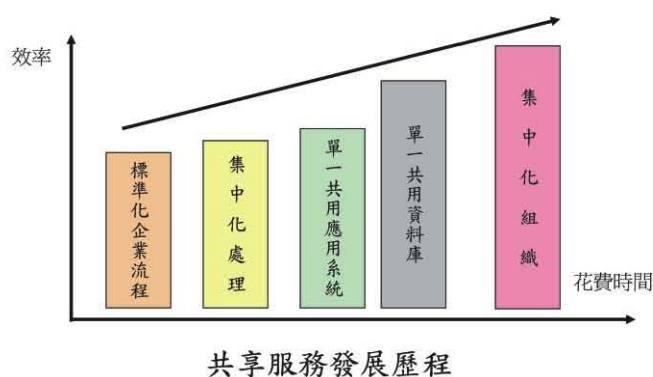 效率
標準化企業流程
集中化處理
單一共用應用系統
單一共用資料庫
集中化組織
花費時間
共享服務發展歷程